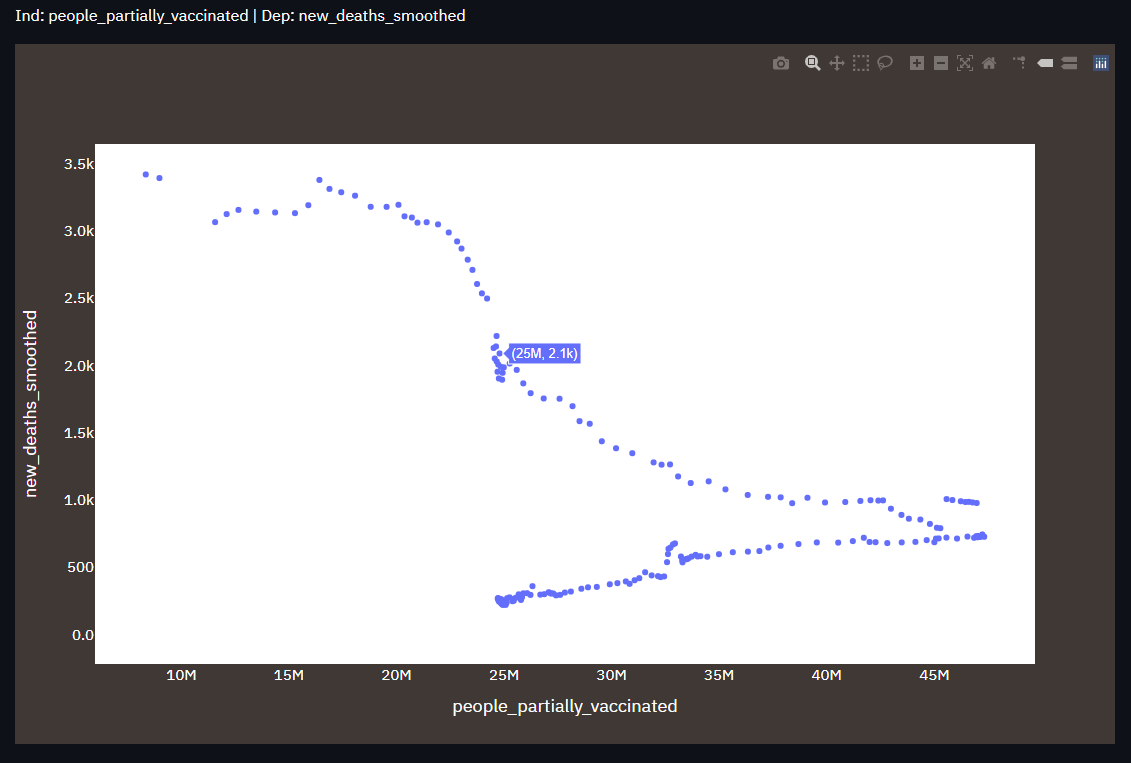 Ind: people_partially_vaccinated | Dep: new_deaths_smoothed
3.5k
3.0k
2.5k
2.0k
1.5k
1.0k
500
0.0
new_deaths_smoothed
(25M, 2.1k)
10M 15M 20M 25M 30M 35M 40M 45M
people_partially_vaccinated